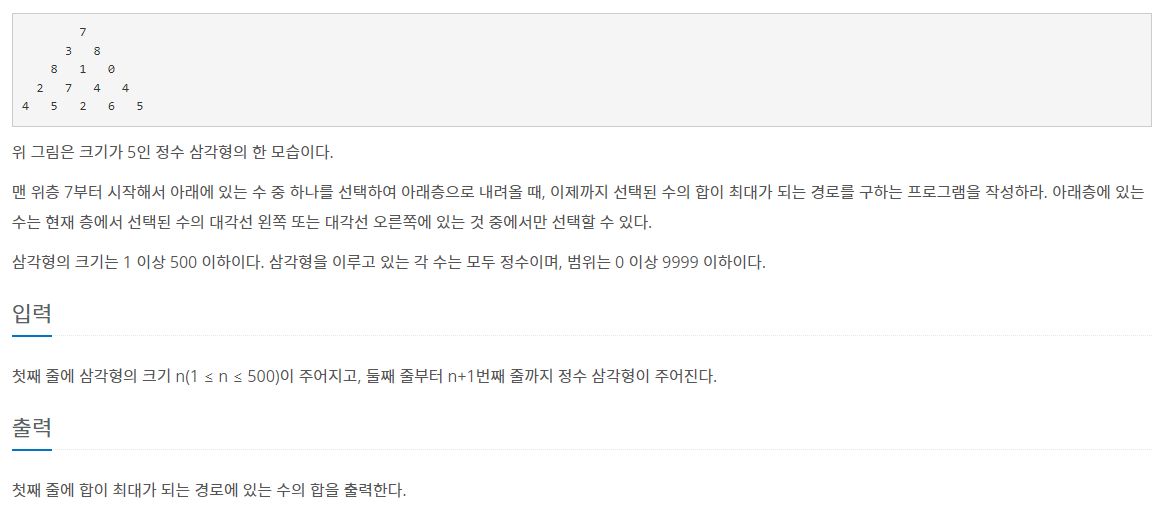 7
3 8
8 1 0
2 7 4 4
4 5 2 6 5
위 그림은 크기가 5인 정수 삼각형의 한 모습이다.
맨 위층 7부터 시작해서 아래에 있는 수 중 하나를 선택하여 아래층으로 내려올 때, 이제까지 선택된 수의 합이 최대가 되는 경로를 구하는 프로그램을 작성하라. 아래층에 있는
수는 현재 층에서 선택된 수의 대각선 왼쪽 또는 대각선 오른쪽에 있는 것 중에서만 선택할 수 있다.
삼각형의 크기는 1 이상 500 이하이다. 삼각형을 이루고 있는 각 수는 모두 정수이며, 범위는 0 이상 9999 이하이다.
입력
첫째 줄에 삼각형의 크기 n(1 ≤ n ≤ 500)이 주어지고, 둘째 줄부터 n+1번째 줄까지 정수 삼각형이 주어진다.
출력
첫째 줄에 합이 최대가 되는 경로에 있는 수의 합을 출력한다.